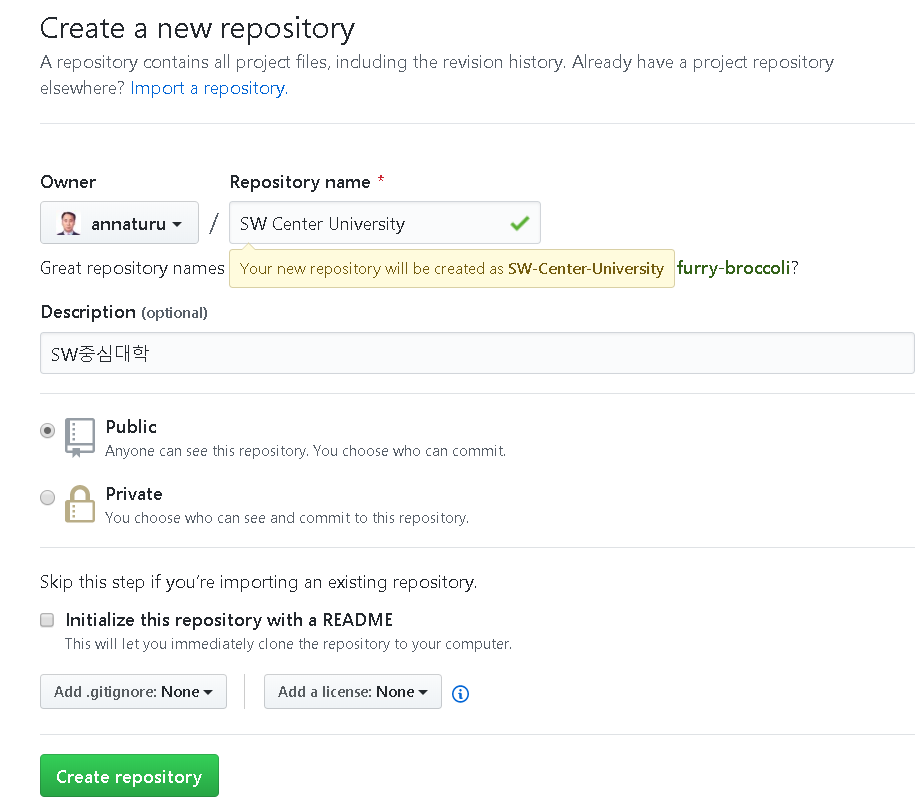 Create a new repository
A repository contains all project files, including the revision history. Already have a project repository
elsewhere? Import a repository.
Owner
Repository name *
annaturu
/
SW Center University
Great repository names
Your new repository will be created as SW-Center-University
furry-broccoli?
Description (optional)
SW중심대학
Public
Anyone can see this repository. You choose who can commit.
Private
You choose who can see and commit to this repository.
Skip this step if you’re importing an existing repository.
Initialize this repository with a README
This will let you immediately clone the repository to your computer.
Add .gitignore: None
Add a license: None
Create repository